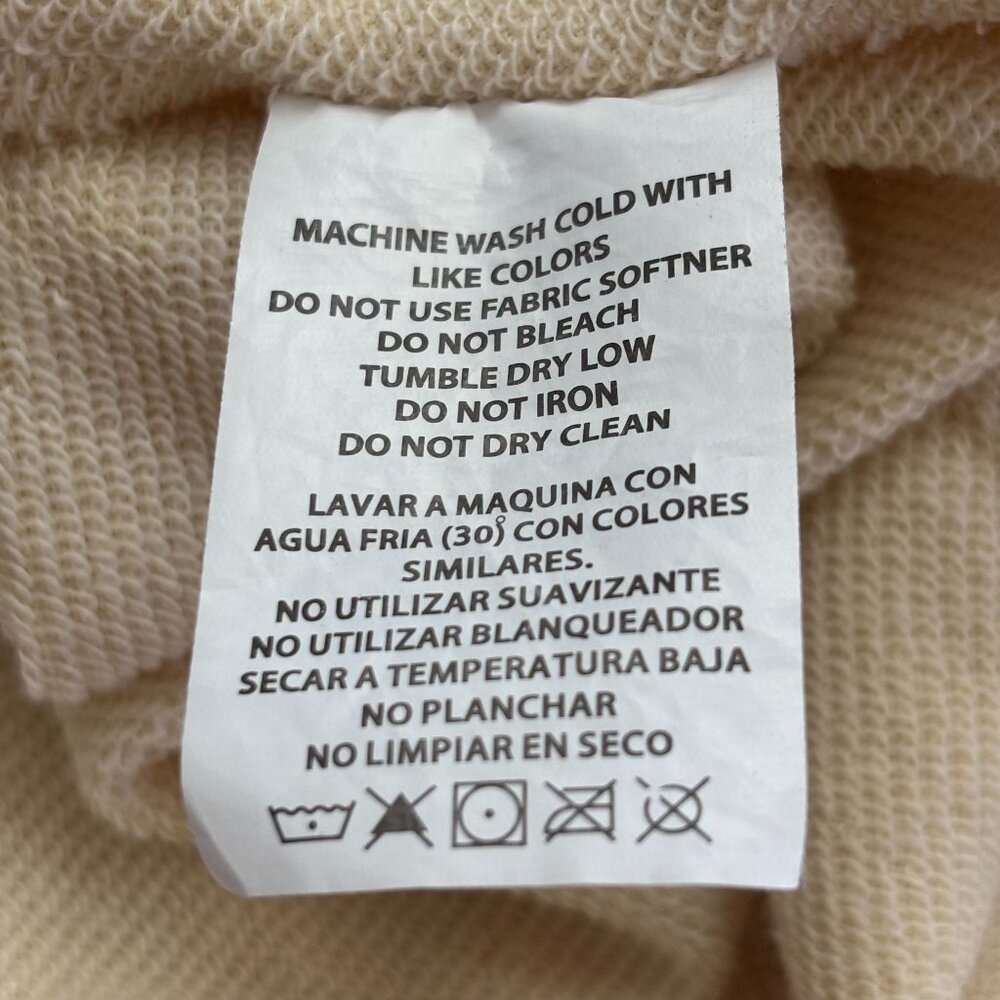 MACHINE WASH COLD WITH
LIKE COLORS
DO NOT USE FABRIC SOFTNER
DO NOT BLEACH
TUMBLE DRY LOW
DO NOT IRON
DO NOT DRY CLEAN
LAVAR A MAQUINA CON
AGUA FRIA (30°) CON COLORES
SIMILARES.
NO UTILIZAR SUAVIZANTE
NO UTILIZAR BLANQUEADOR
SECAR A TEMPERATURA BAJA
NO PLANCHAR
NO LIMPIAR EN SECO